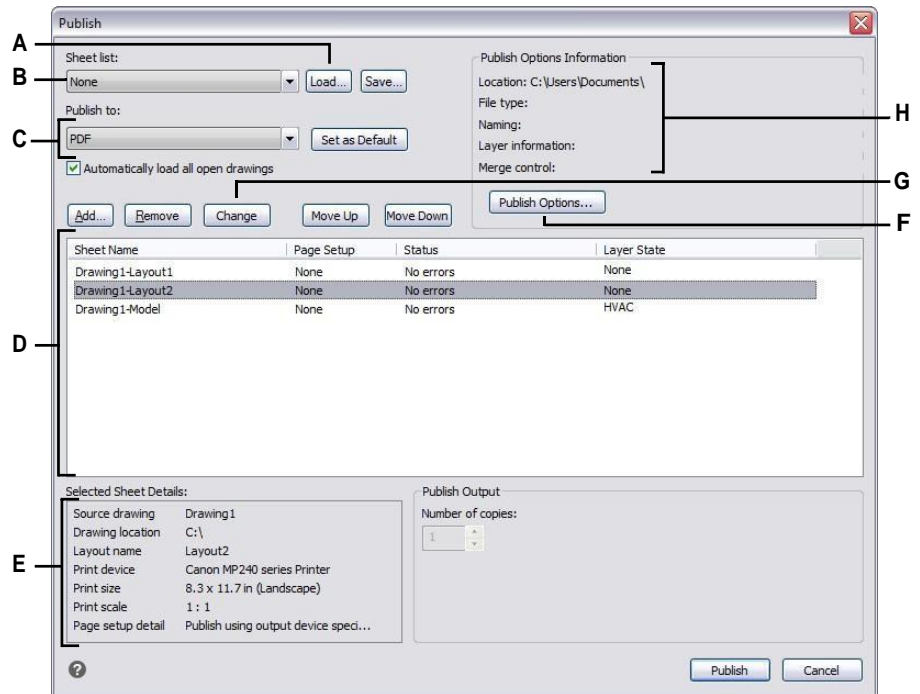 Publish
A
Sheet list:
B
None
Load...
Save...
Publish to:
C
PDF
Set as Default
Automatically load all open drawings
Publish Options Information
Location: C:\Users\Documents\
File type:
Naming:
Layer information:
Merge control:
H
G
Publish Options...
F
Add...
Remove
Change
Move Up
Move Down
Sheet Name Page Setup Status Layer State
Drawing1-Layout1 None No errors None
Drawing1-Layout2 None No errors None
Drawing1-Model None No errors HVAC
D
Selected Sheet Details:
Source drawing Drawing1
Drawing location C:\
Layout name Layout2
E
Print device Canon MP240 series Printer
Print size 8.3 x 11.7 in (Landscape)
Print scale 1 : 1
Page setup detail Publish using output device speci...
Publish Output
Number of copies:
1
?
Publish
Cancel